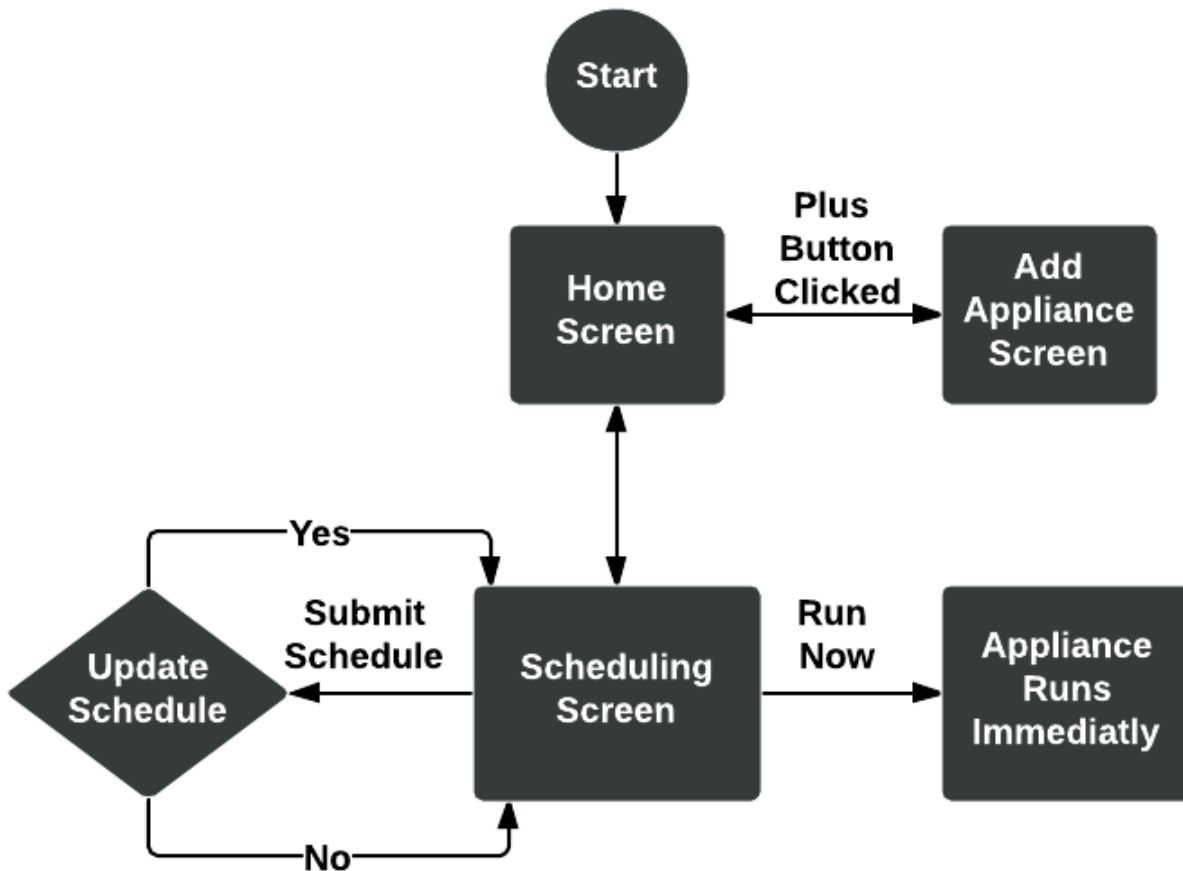 Start
Plus
Button
Clicked
Home
Screen
Add
Appliance
Screen
Yes
Submit
Schedule
Update
Schedule
Scheduling
Screen
Run
Now
Appliance
Runs
Immediatly
No